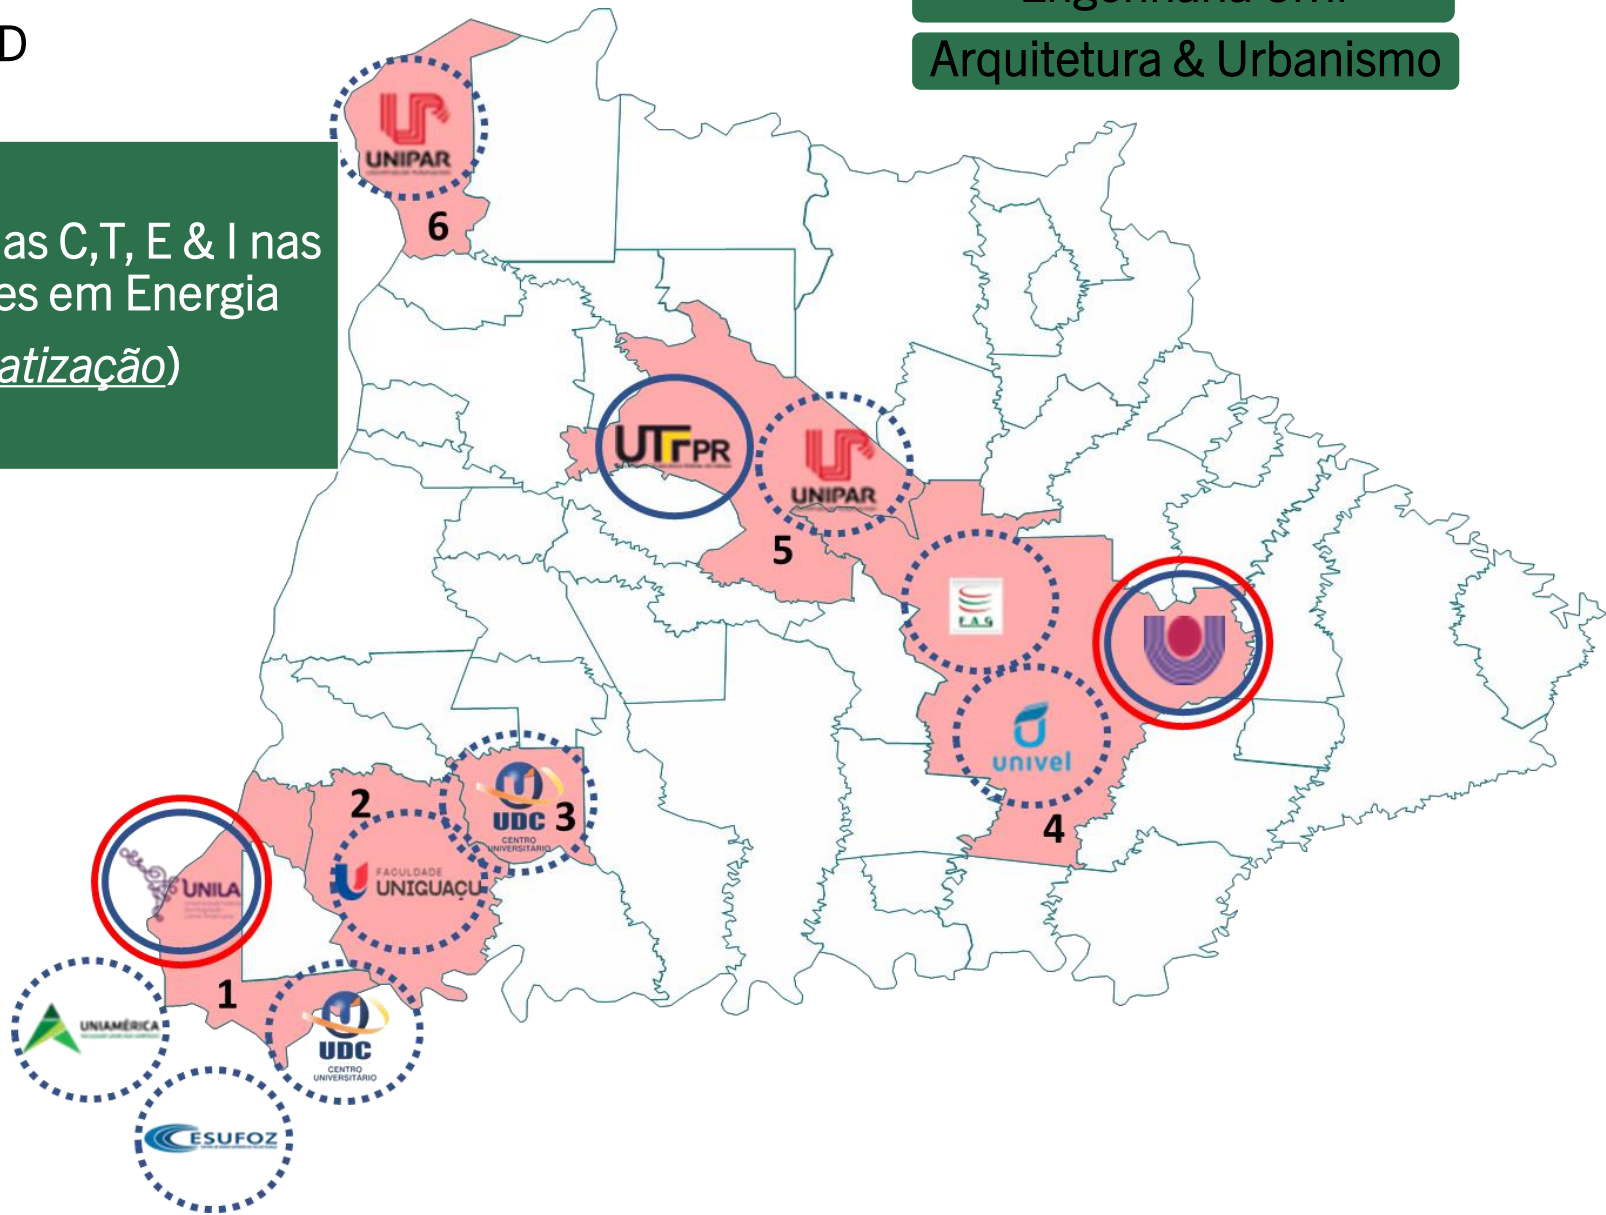 D
Arquitetura & Urbanismo
as C,T, E & I nas
es em Energia
atização)
UNIPAR
6
UTFPR
UNIPAR
5
F.A.G
univel
4
2
UDC
CENTRO
UNIVERSITÁRIO
3
FACULDADE
UNIGUAÇU
UNILA
1
UNIAMÉRICA
UDC
CENTRO
UNIVERSITÁRIO
CESUFOZ